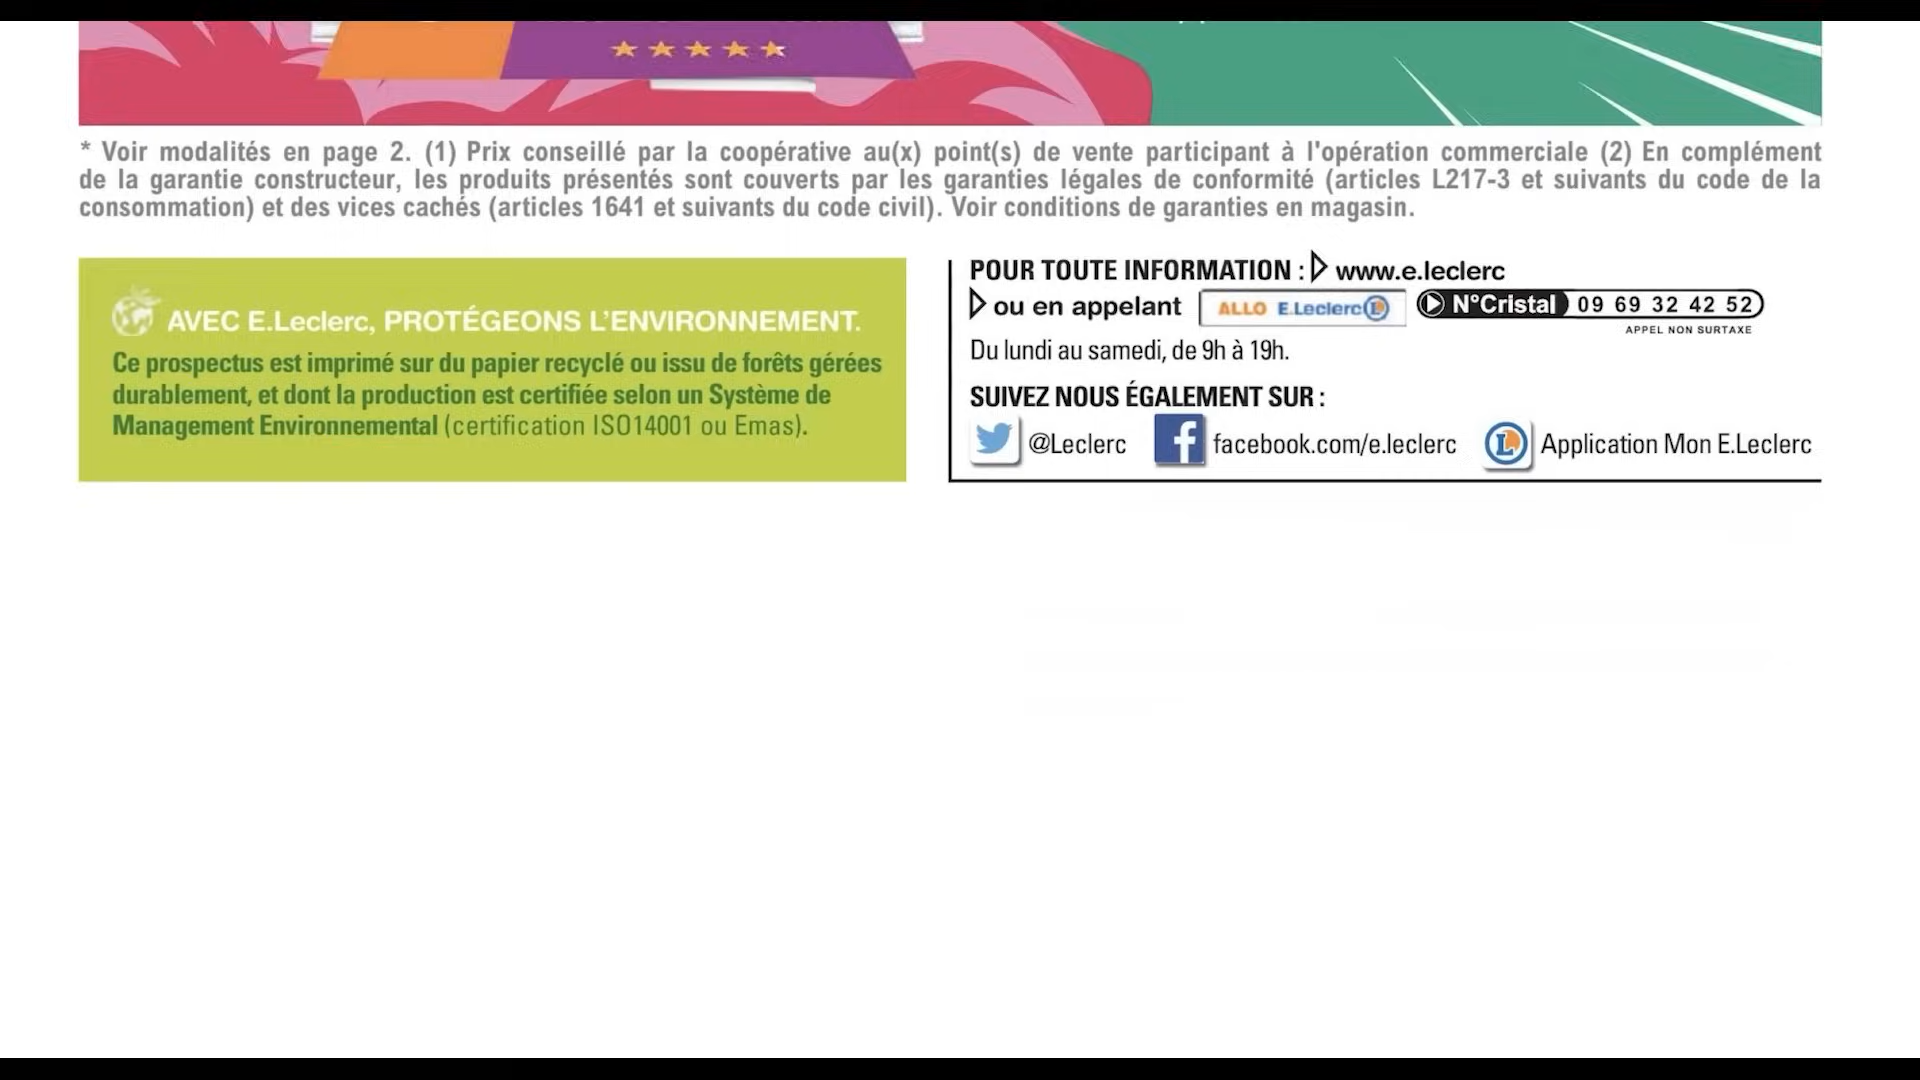 * Voir modalités en page 2. (1) Prix conseillé par la coopérative au(x) point(s) de vente participant à l'opération commerciale (2) En complément
de la garantie constructeur, les produits présentés sont couverts par les garanties légales de conformité (articles L217-3 et suivants du code de la
consommation) et des vices cachés (articles 1641 et suivants du code civil). Voir conditions de garanties en magasin.
AVEC E.Leclerc, PROTÉGEONS L'ENVIRONNEMENT.
Ce prospectus est imprimé sur du papier recyclé ou issu de forêts gérées
durablement, et dont la production est certifiée selon un Système de
Management Environnemental (certification ISO14001 ou Emas).
POUR TOUTE INFORMATION : www.e.leclerc
ou en appelant ALLO E.Leclerc N°Cristal 09 69 32 42 52
APPEL NON SURTAXE
Du lundi au samedi, de 9h à 19h.
SUIVEZ NOUS ÉGALEMENT SUR :
@Leclerc facebook.com/e.leclerc Application Mon E.Leclerc